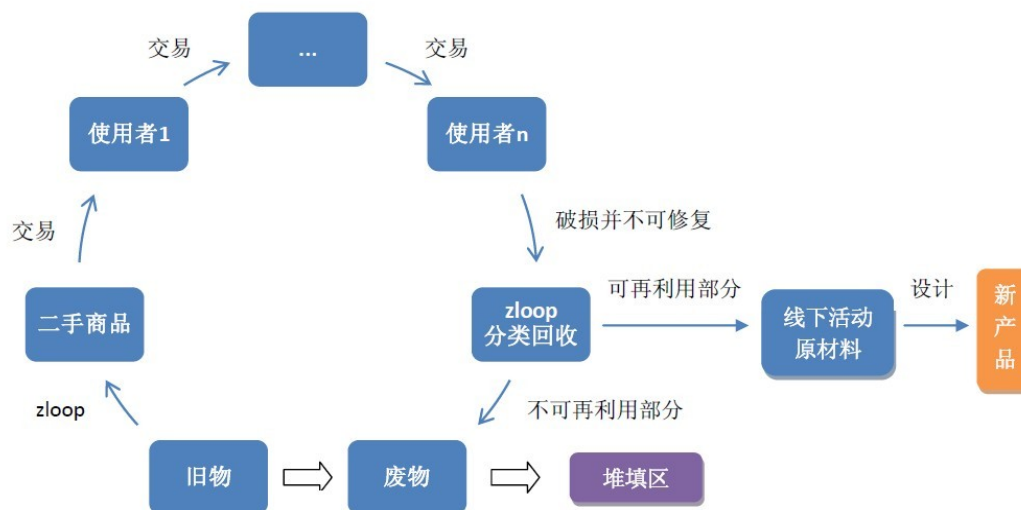 ...
交易
交易
使用者1
使用者n
破损并不可修复
交易
可再利用部分
设计
二手商品
zloop
分类回收
线下活动
原材料
新
产
品
zloop
不可再利用部分
旧物
废物
堆填区